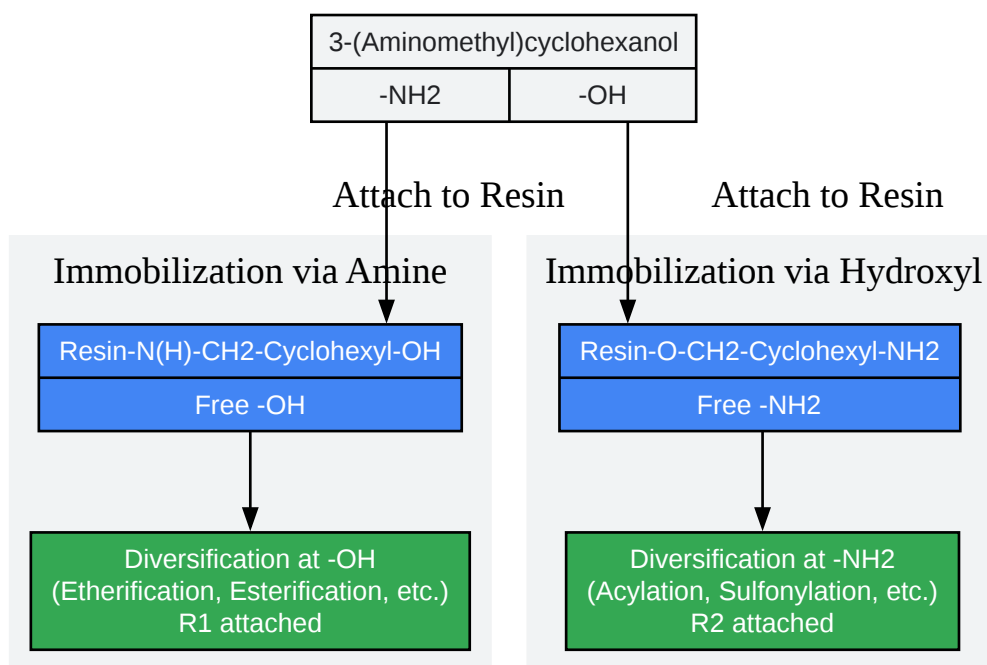 3-(Aminomethyl)cyclohexanol
-NH2
-OH
Attach to Resin
Attach to Resin
Immobilization via Amine
Immobilization via Hydroxyl
Resin-N(H)-CH2-Cyclohexyl-OH
Free -OH
Resin-O-CH2-Cyclohexyl-NH2
Free -NH2
Diversification at -OH
(Etherification, Esterification, etc.)
R1 attached
Diversification at -NH2
(Acylation, Sulfonylation, etc.)
R2 attached